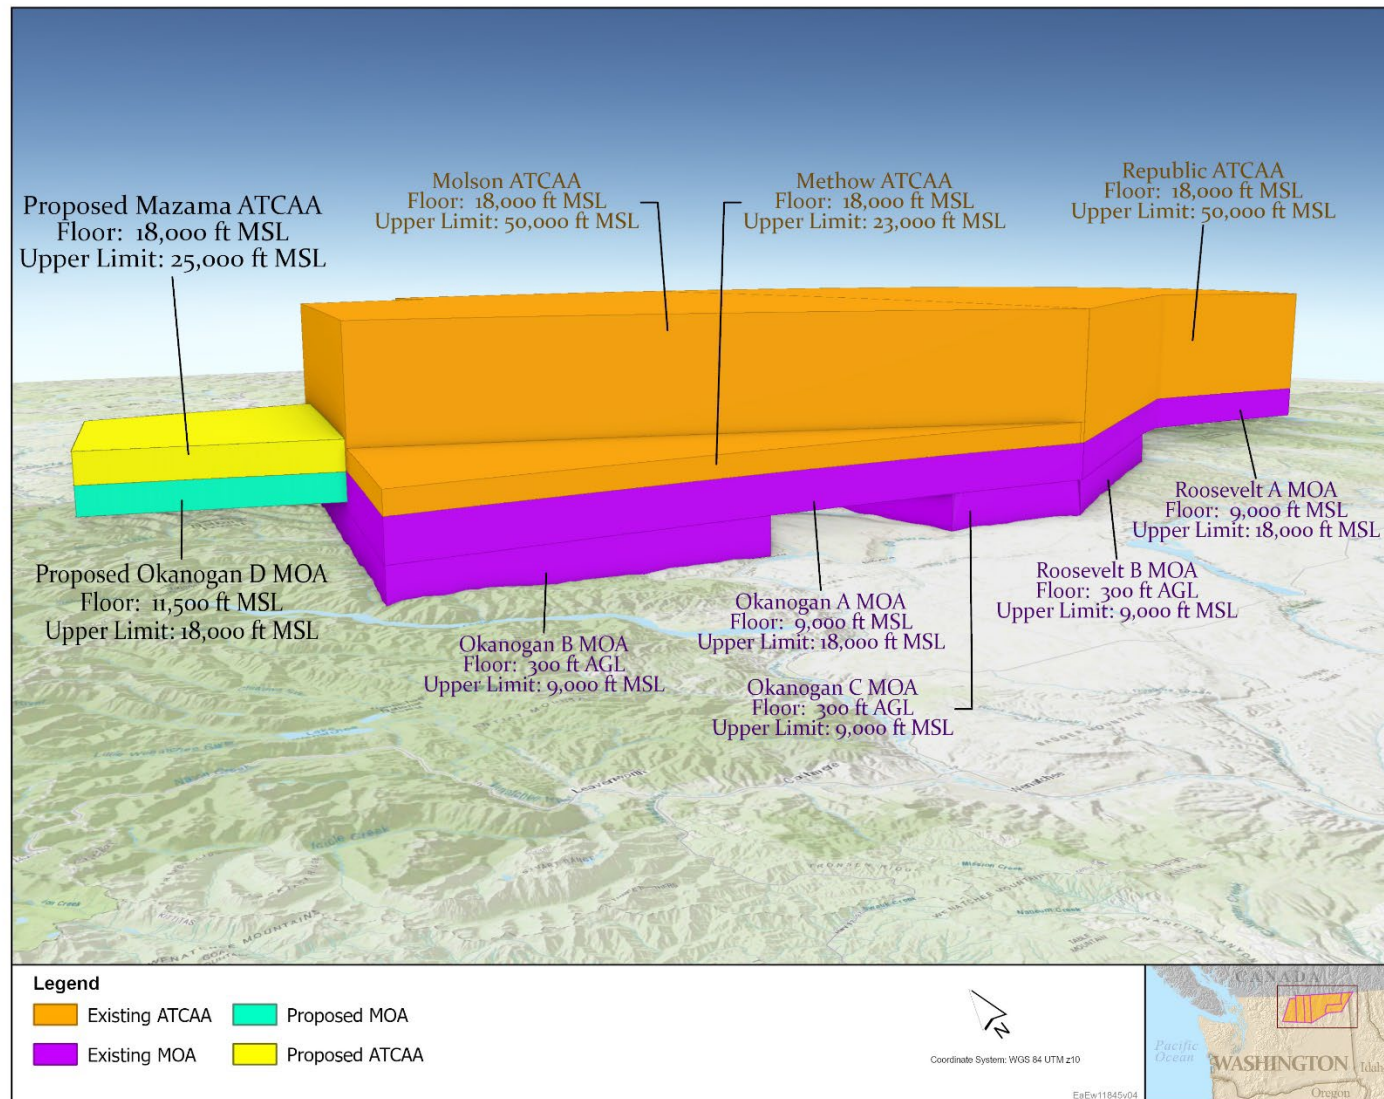 Proposed Mazama ATCAA
Floor: 18,000 ft MSL
Upper Limit: 25,000 ft MSL
Molson ATCAA
Floor: 18,000 ft MSL
Upper Limit: 50,000 ft MSL
Methow ATCAA
Floor: 18,000 ft MSL
Upper Limit: 23,000 ft MSL
Republic ATCAA
Floor: 18,000 ft MSL
Upper Limit: 50,000 ft MSL
Proposed Okanogan D MOA
Floor: 11,500 ft MSL
Upper Limit: 18,000 ft MSL
Okanogan B MOA
Floor: 300 ft AGL
Upper Limit: 9,000 ft MSL
Okanogan A MOA
Floor: 9,000 ft MSL
Upper Limit: 18,000 ft MSL
Okanogan C MOA
Floor: 300 ft AGL
Upper Limit: 9,000 ft MSL
Roosevelt B MOA
Floor: 300 ft AGL
Upper Limit: 9,000 ft MSL
Roosevelt A MOA
Floor: 9,000 ft MSL
Upper Limit: 18,000 ft MSL
Leavenworth
Icicle Creek
TABLE
MOUNTAIN
Legend
Existing ATCAA
Proposed MOA
Existing MOA
Proposed ATCAA
N
Coordinate System: WGS 84 UTM z10
EaEw11845v04
CANADA
Pacific
Ocean
WASHINGTON
Idah
Oregon